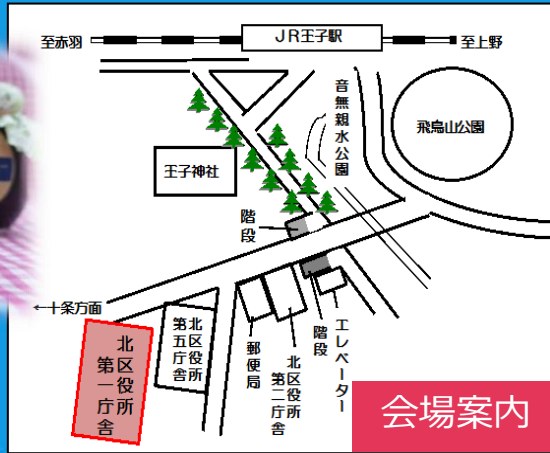 JR王子駅
至赤羽
至上野
音無親水公園
飛鳥山公園
王子神社
階段
←十条方面
北区役所
第一庁舎
北区役所
第五庁舎
郵便局
北区役所
第二庁舎
階段
エレベーター
会場案内